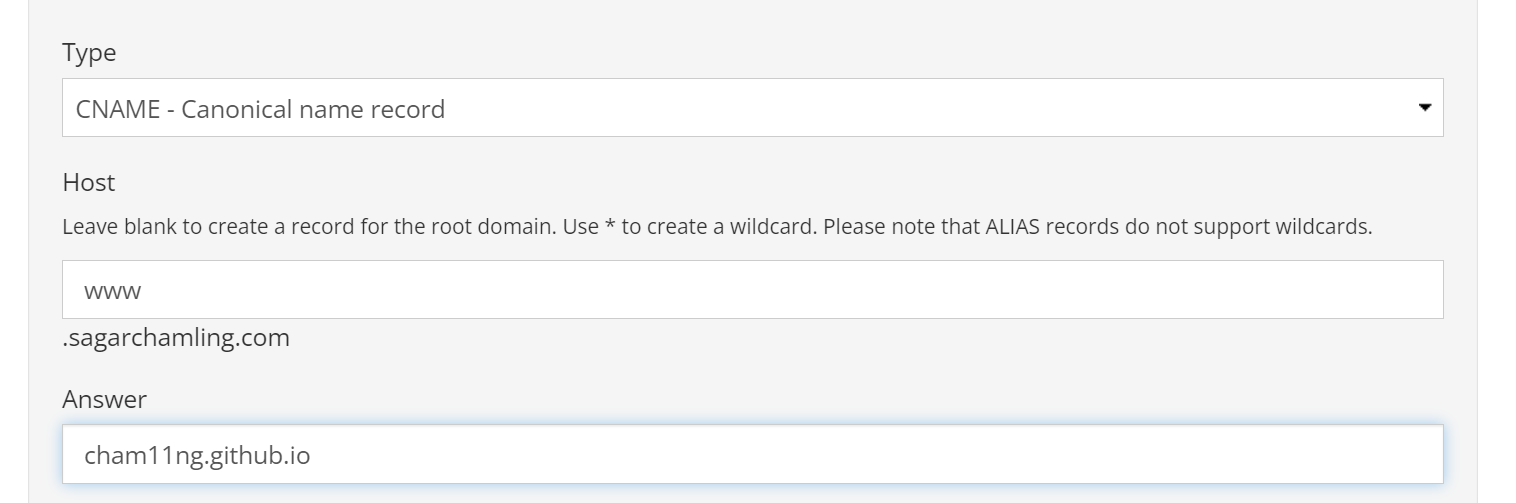 Type
CNAME - Canonical name record
Host
Leave blank to create a record for the root domain. Use * to create a wildcard. Please note that ALIAS records do not support wildcards.
www
.sagarchamling.com
Answer
cham11ng.github.io